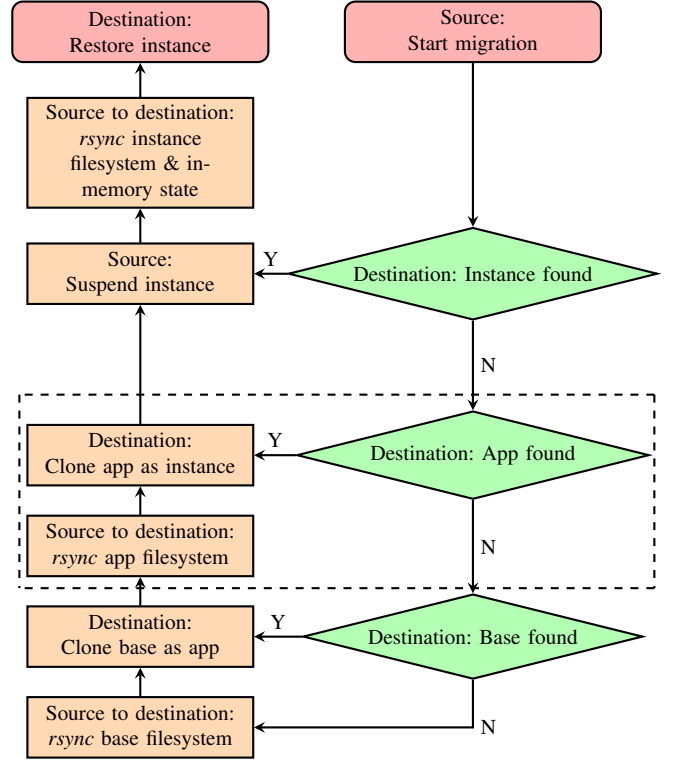 Destination:
Restore instance
Source:
Start migration
Source to destination:
rsync instance
filesystem & in-
memory state
Source:
Suspend instance
Y
Destination: Instance found
N
Destination:
Clone app as instance
Y
Destination: App found
Source to destination:
rsync app filesystem
N
Destination:
Clone base as app
Y
Destination: Base found
Source to destination:
rsync base filesystem
N